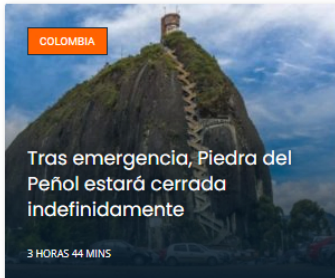 COLOMBIA
Tras emergencia, Piedra del
Peñol estará cerrada
indefinidamente
3 HORAS 44 MINS